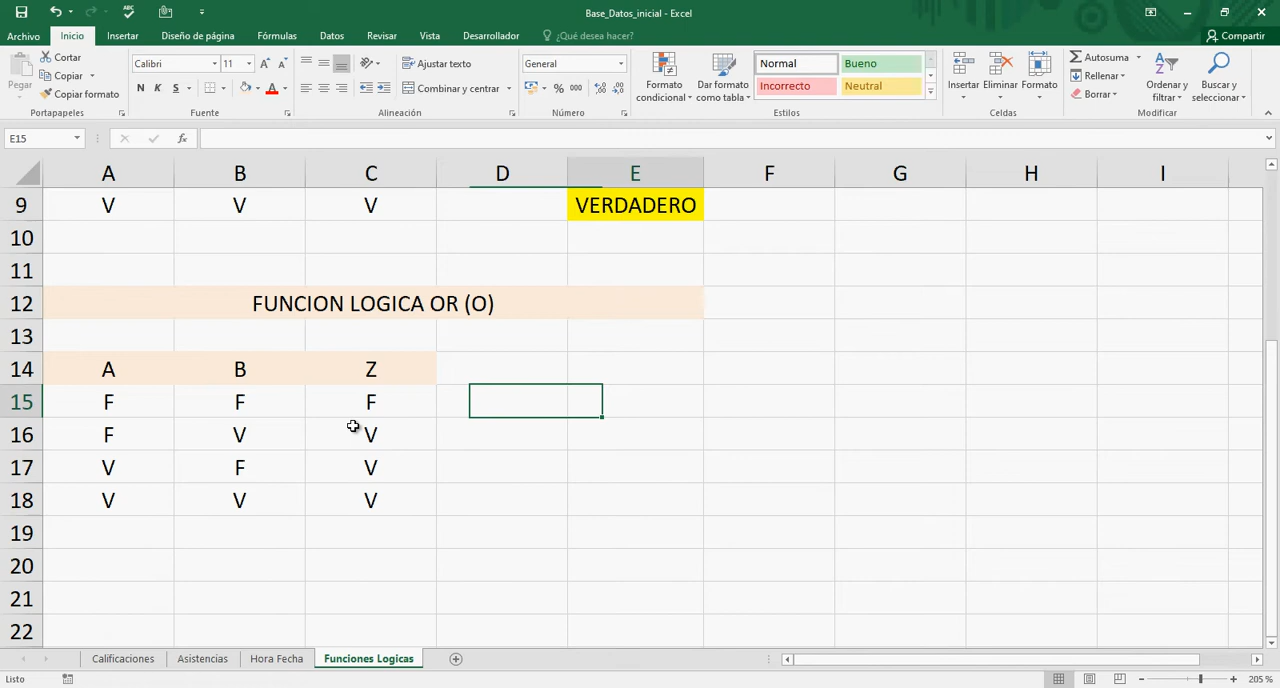 Base_Datos_inicial - Excel
Archivo Inicio Insertar Diseño de página Fórmulas Datos Revisar Vista Desarrollador ¿Qué desea hacer? Compartir
Pegar
Cortar
Copiar
Copiar formato
Portapapeles
Calibri 11
N K S A
Fuente
Ajustar texto
Combinar y centrar
Alineación
General
% 000
Número
Formato condicional
Dar formato como tabla
Normal Bueno
Incorrecto Neutral
Estilos
Insertar Eliminar Formato
Celdas
Autosuma
Rellenar
Borrar
Ordenar y filtrar
Buscar y seleccionar
Modificar
E15 fx
A B C D E F G H I
9 V V V VERDADERO
10
11
12 FUNCION LOGICA OR (O)
13
14 A B Z
15 F F F
16 F V V
17 V F V
18 V V V
19
20
21
22
Calificaciones Asistencias Hora Fecha Funciones Logicas
Listo 205 %